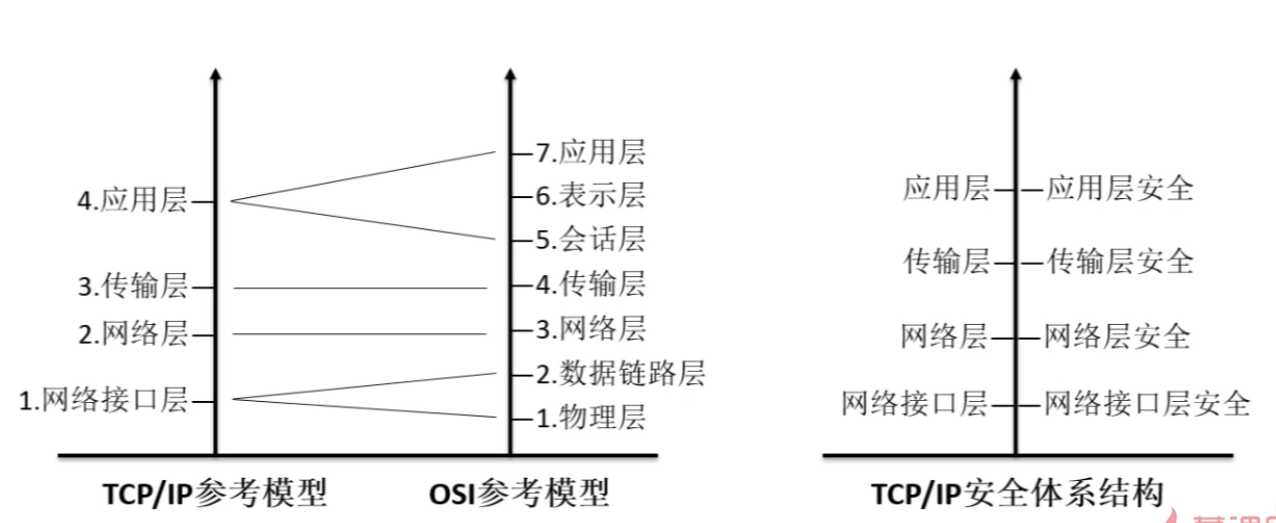 7.应用层
4.应用层
6.表示层
5.会话层
3.传输层
4.传输层
2.网络层
3.网络层
2.数据链路层
1.网络接口层
1.物理层
TCP/IP参考模型
OSI参考模型
应用层
应用层安全
传输层
传输层安全
网络层
网络层安全
网络接口层
网络接口层安全
TCP/IP安全体系结构